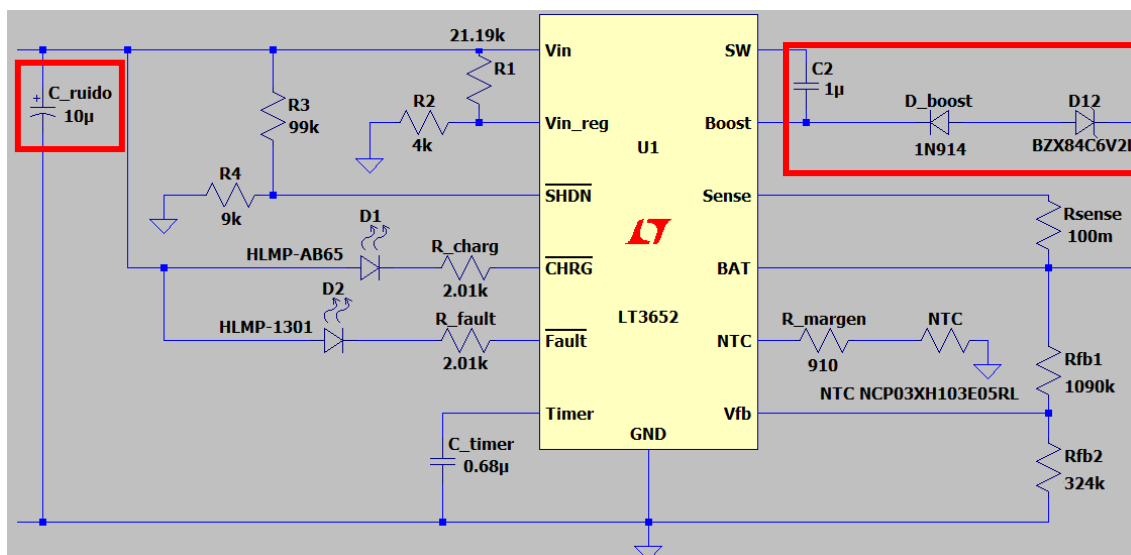 21.19k
Vin
SW
C_ruido
10µ
R1
C2
1µ
R3
99k
R2
4k
Vin_reg
Boost
D_boost
1N914
D12
BZX84C6V2
U1
R4
9k
SHDN
Sense
Rsense
100m
D1
HLMP-AB65
R_charg
2.01k
CHRG
BAT
D2
HLMP-1301
R_fault
2.01k
Fault
LT3652
NTC
R_margen
910
NTC
NTC NCP03XH103E05RL
Rfb1
1090k
Timer
Vfb
C_timer
0.68µ
GND
Rfb2
324k